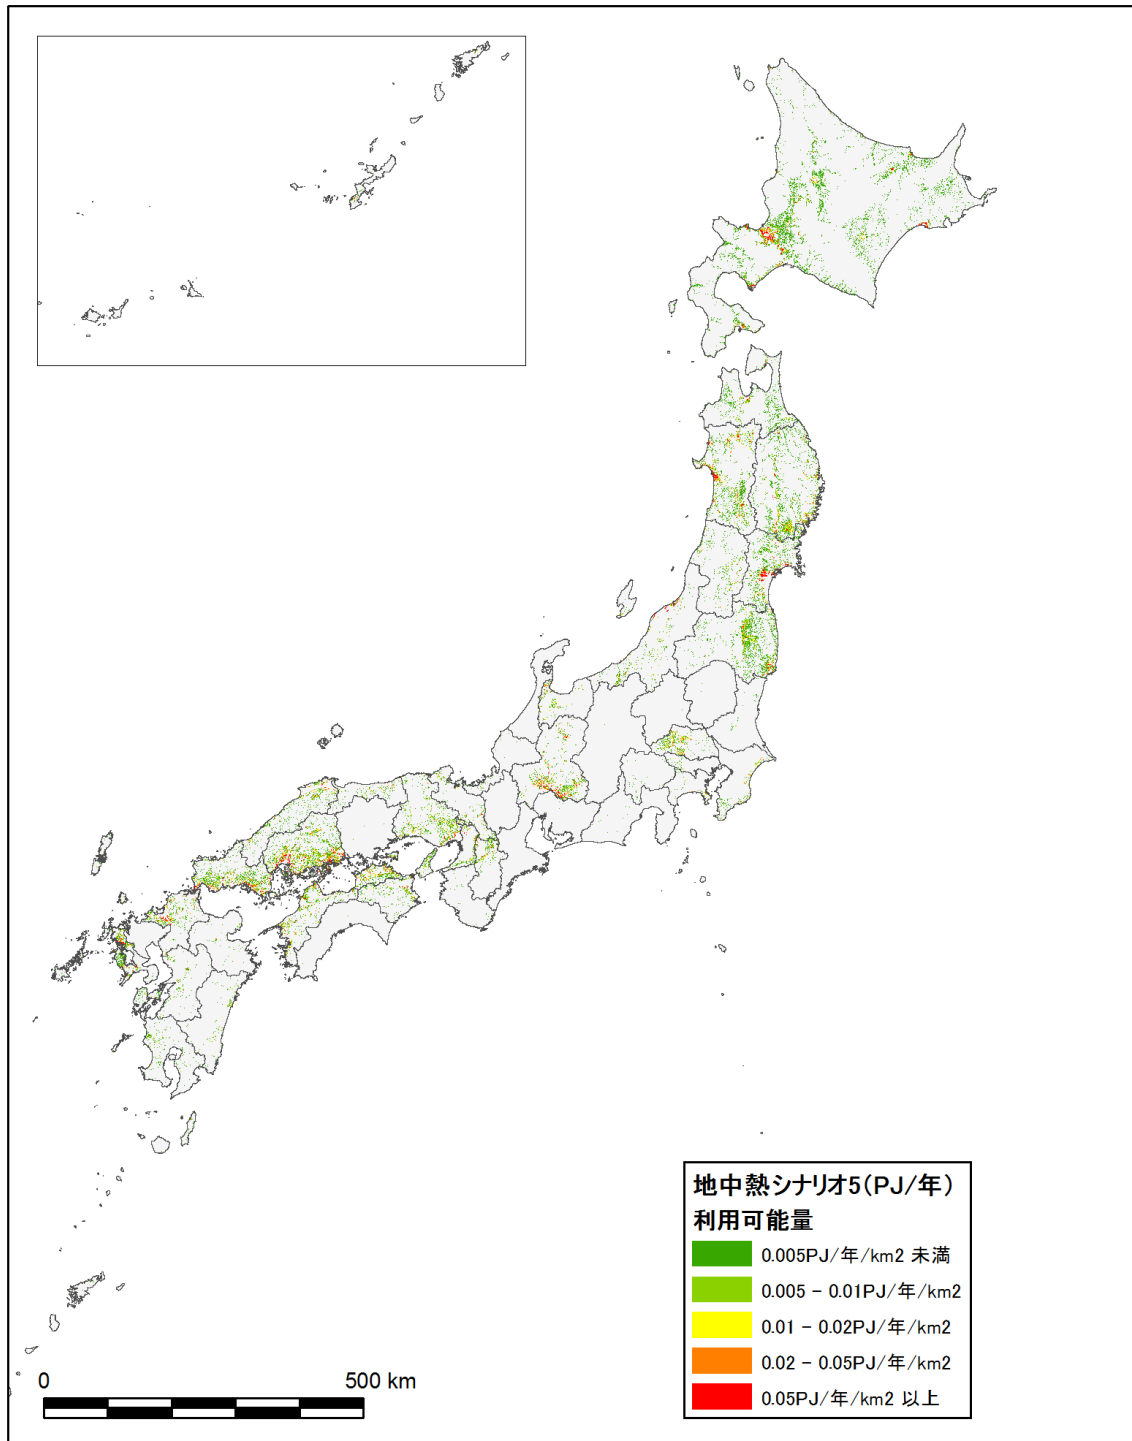 地中熱シナリオ5(PJ/年)
利用可能量
0.005PJ/年/km2 未満
0.005 - 0.01PJ/年/km2
0.01 - 0.02PJ/年/km2
0.02 - 0.05PJ/年/km2
0.05PJ/年/km2 以上
0 500 km